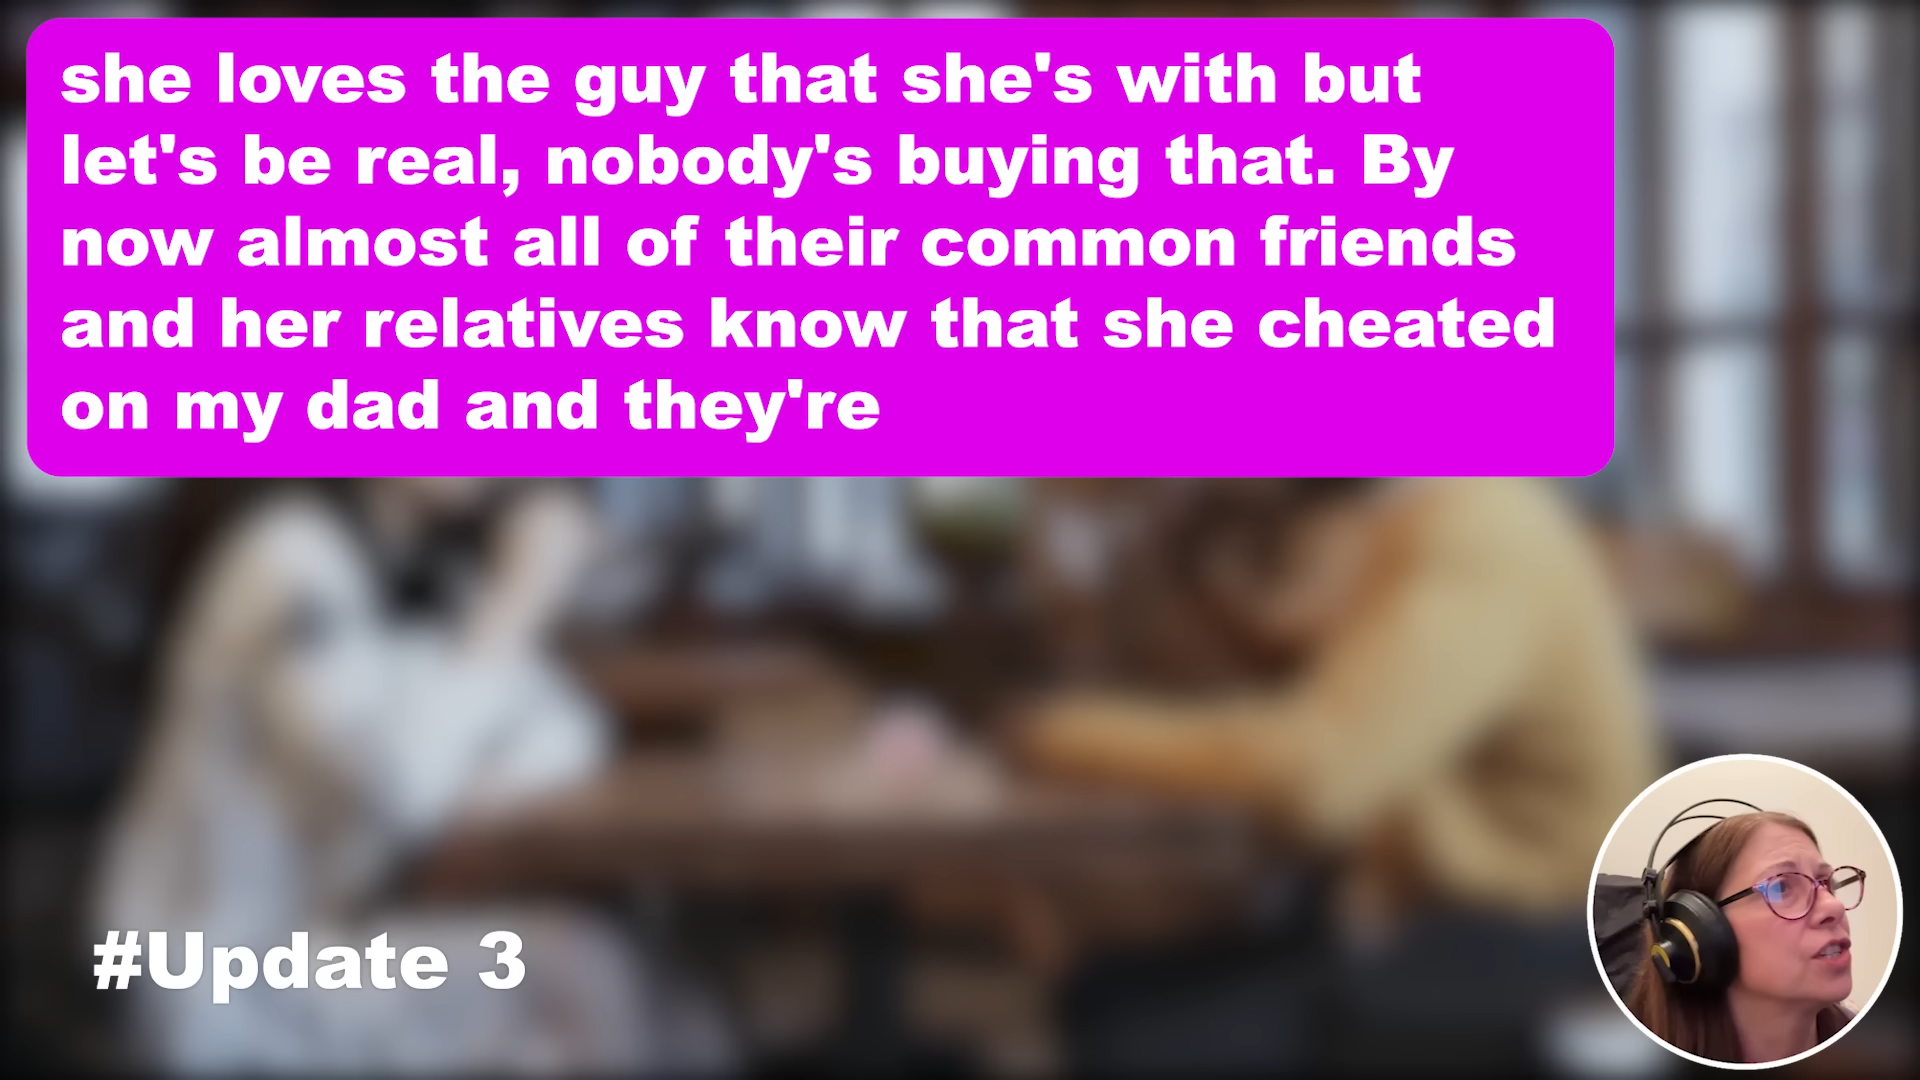 she loves the guy that she's with but
let's be real, nobody's buying that. By
now almost all of their common friends
and her relatives know that she cheated
on my dad and they're
#Update 3